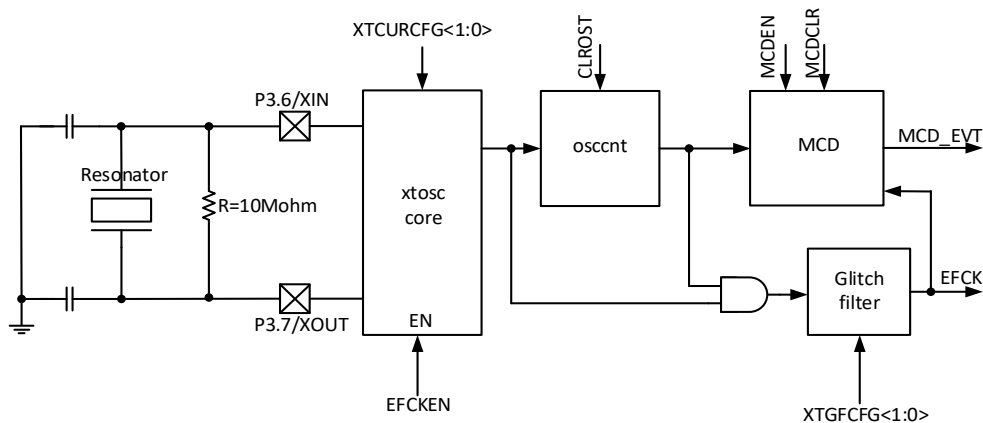 XTCURCFG<1:0>
CLROST
MCDEN
MCDCLR
P3.6/XIN
Resonator
R=10Mohm
xtosc
core
osccnt
MCD
MCD_EVT
Glitch
filter
EFCK
P3.7/XOUT
EN
EFCKEN
XTGFCFG<1:0>